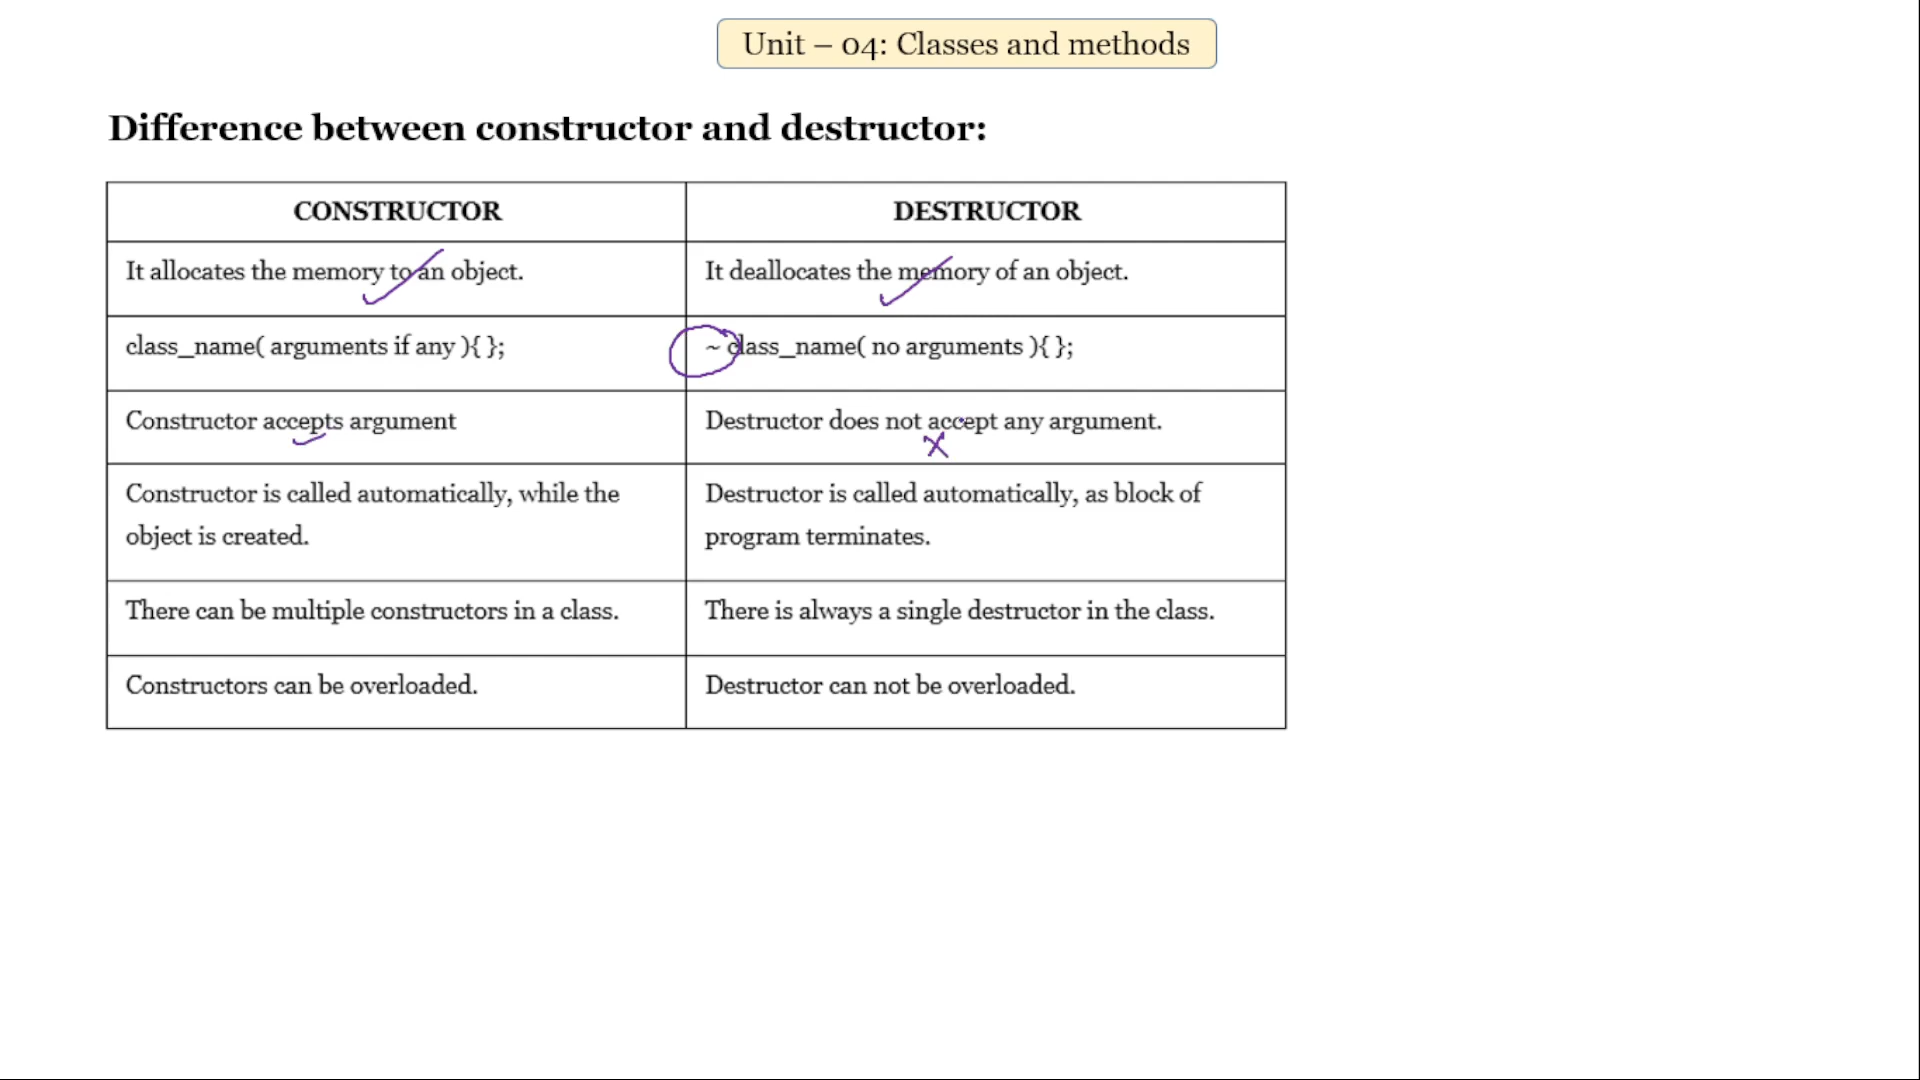 Unit – 04: Classes and methods
Difference between constructor and destructor:
CONSTRUCTOR DESTRUCTOR
It allocates the memory to an object. It deallocates the memory of an object.
class_name( arguments if any ){ }; ~ class_name( no arguments ){ };
Constructor accepts argument Destructor does not accept any argument.
Constructor is called automatically, while the
object is created.
Destructor is called automatically, as block of
program terminates.
There can be multiple constructors in a class. There is always a single destructor in the class.
Constructors can be overloaded. Destructor can not be overloaded.